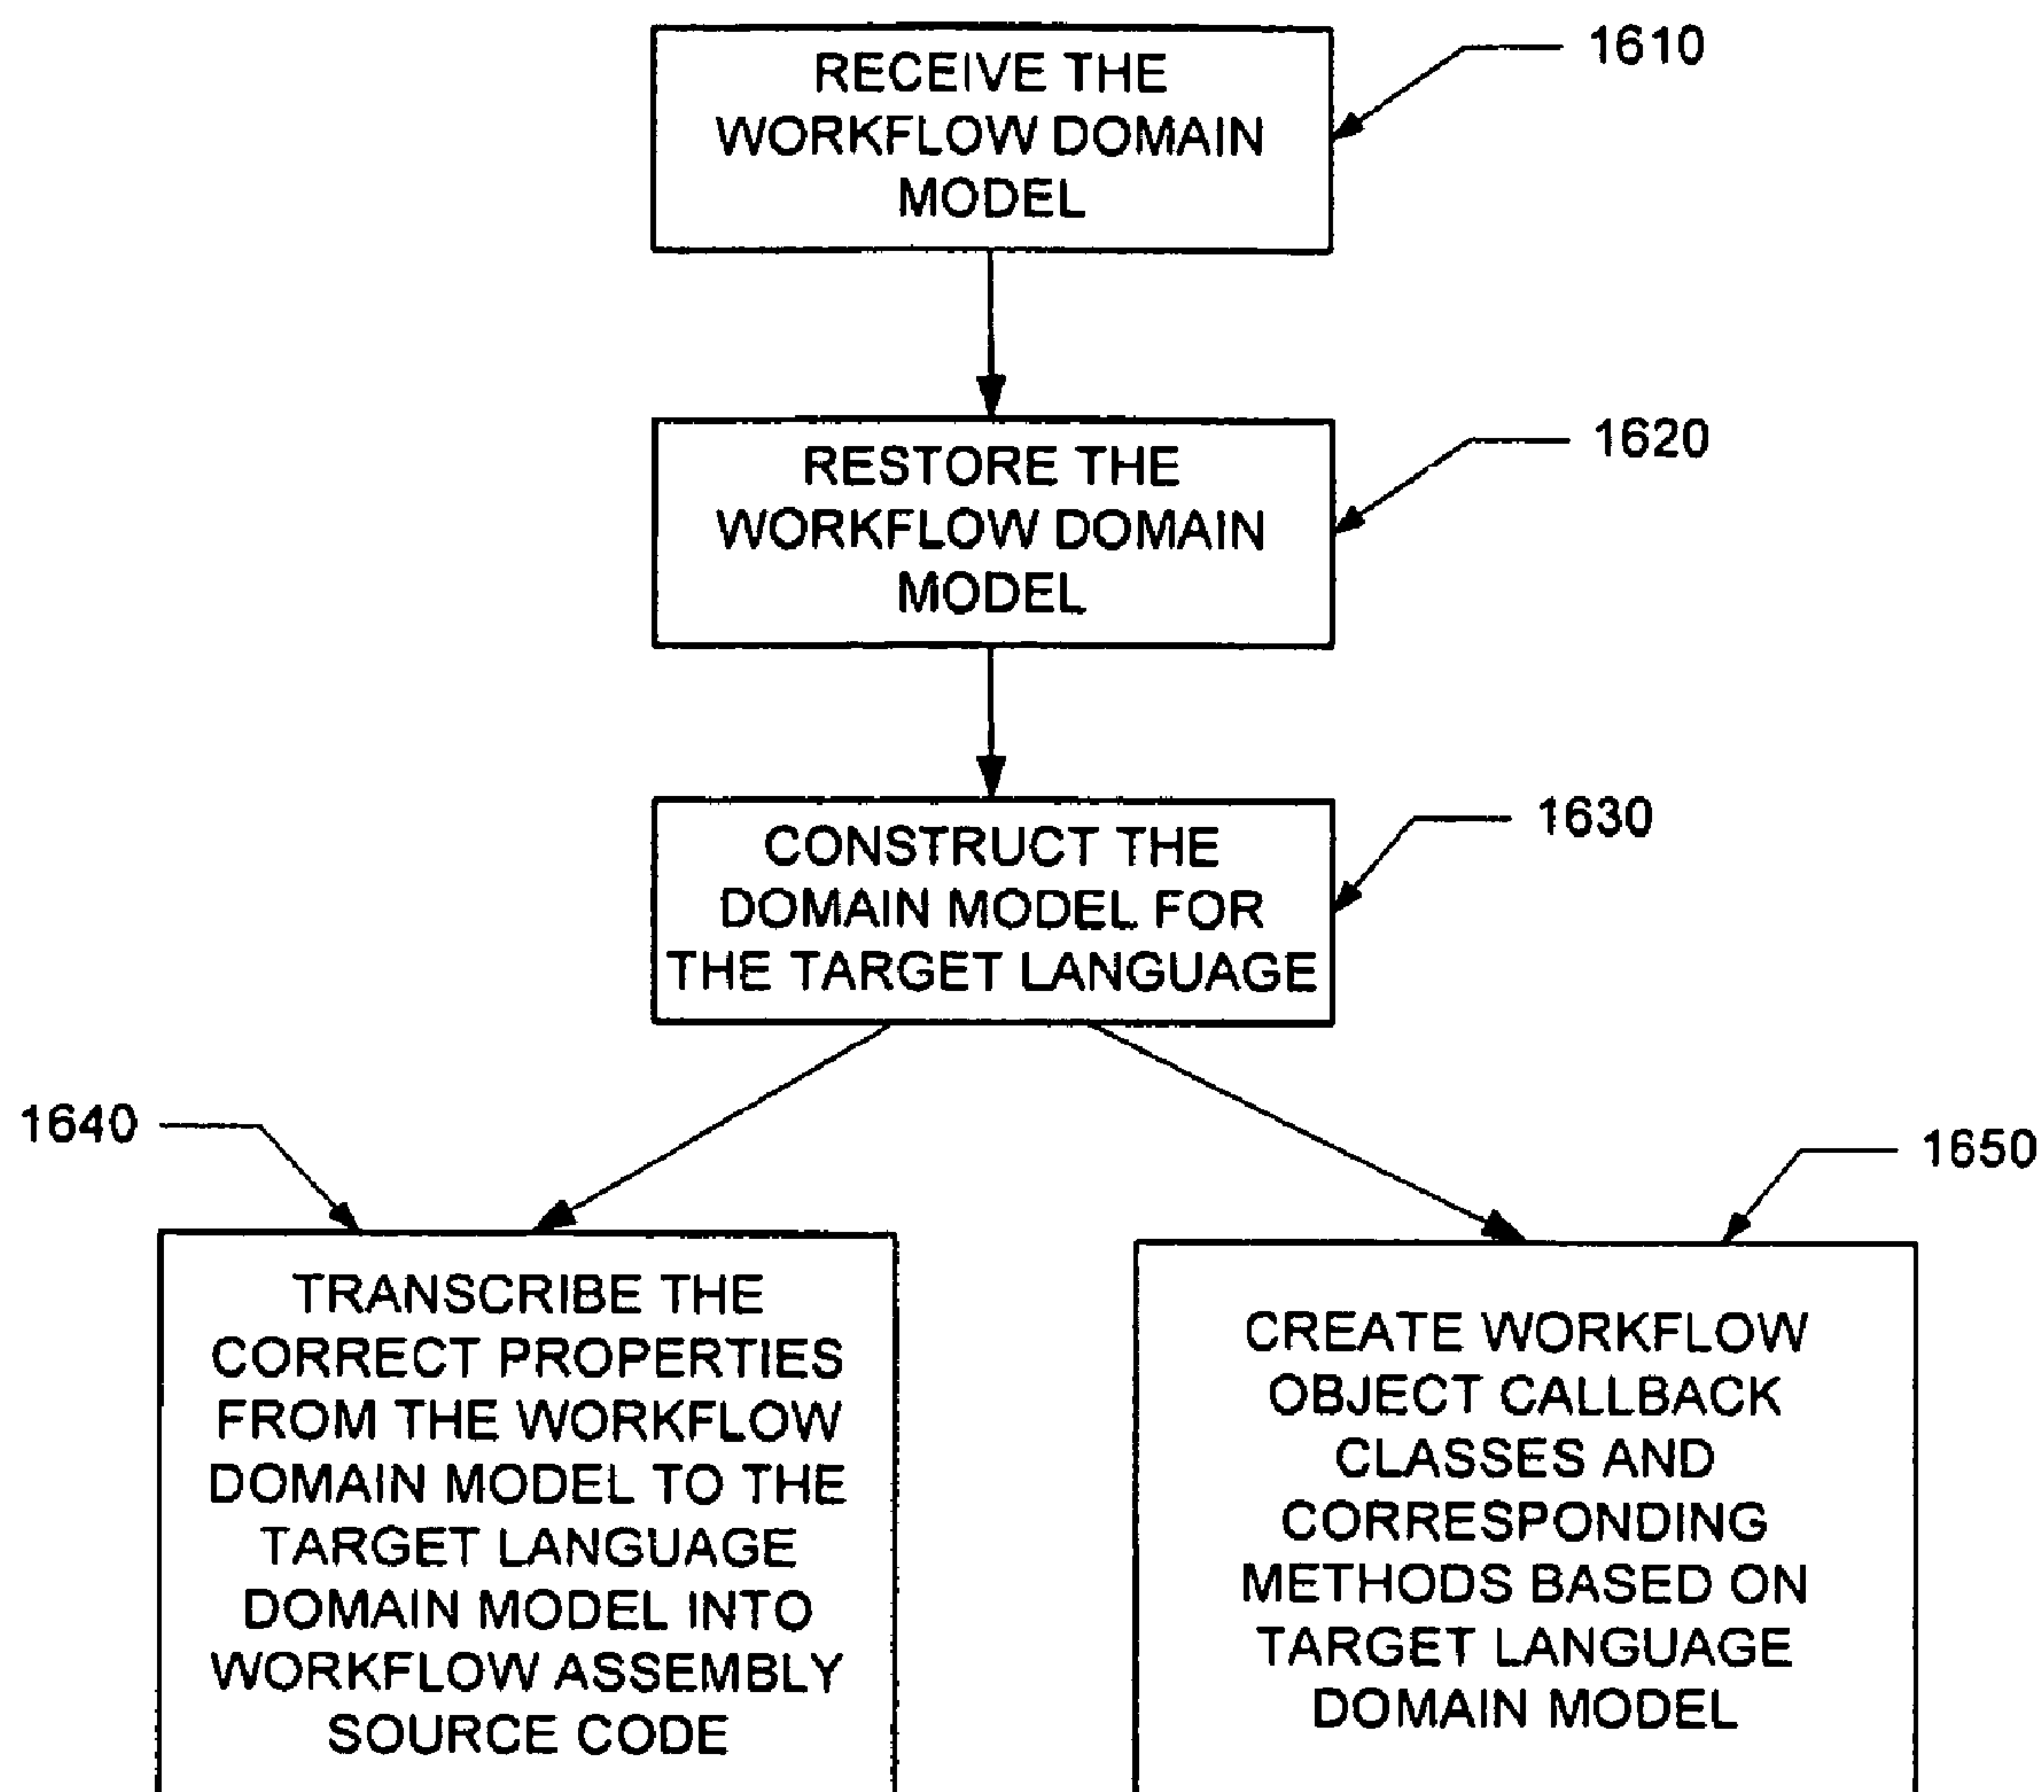 1610
RECEIVE THE
WORKFLOW DOMAIN
MODEL
1620
RESTORE THE
WORKFLOW DOMAIN
MODEL
1630
CONSTRUCT THE
DOMAIN MODEL FOR
THE TARGET LANGUAGE
1640
1650
TRANSCRIBE THE
CORRECT PROPERTIES
FROM THE WORKFLOW
DOMAIN MODEL TO THE
TARGET LANGUAGE
DOMAIN MODEL INTO
WORKFLOW ASSEMBLY
SOURCE CODE
CREATE WORKFLOW
OBJECT CALLBACK
CLASSES AND
CORRESPONDING
METHODS BASED ON
TARGET LANGUAGE
DOMAIN MODEL